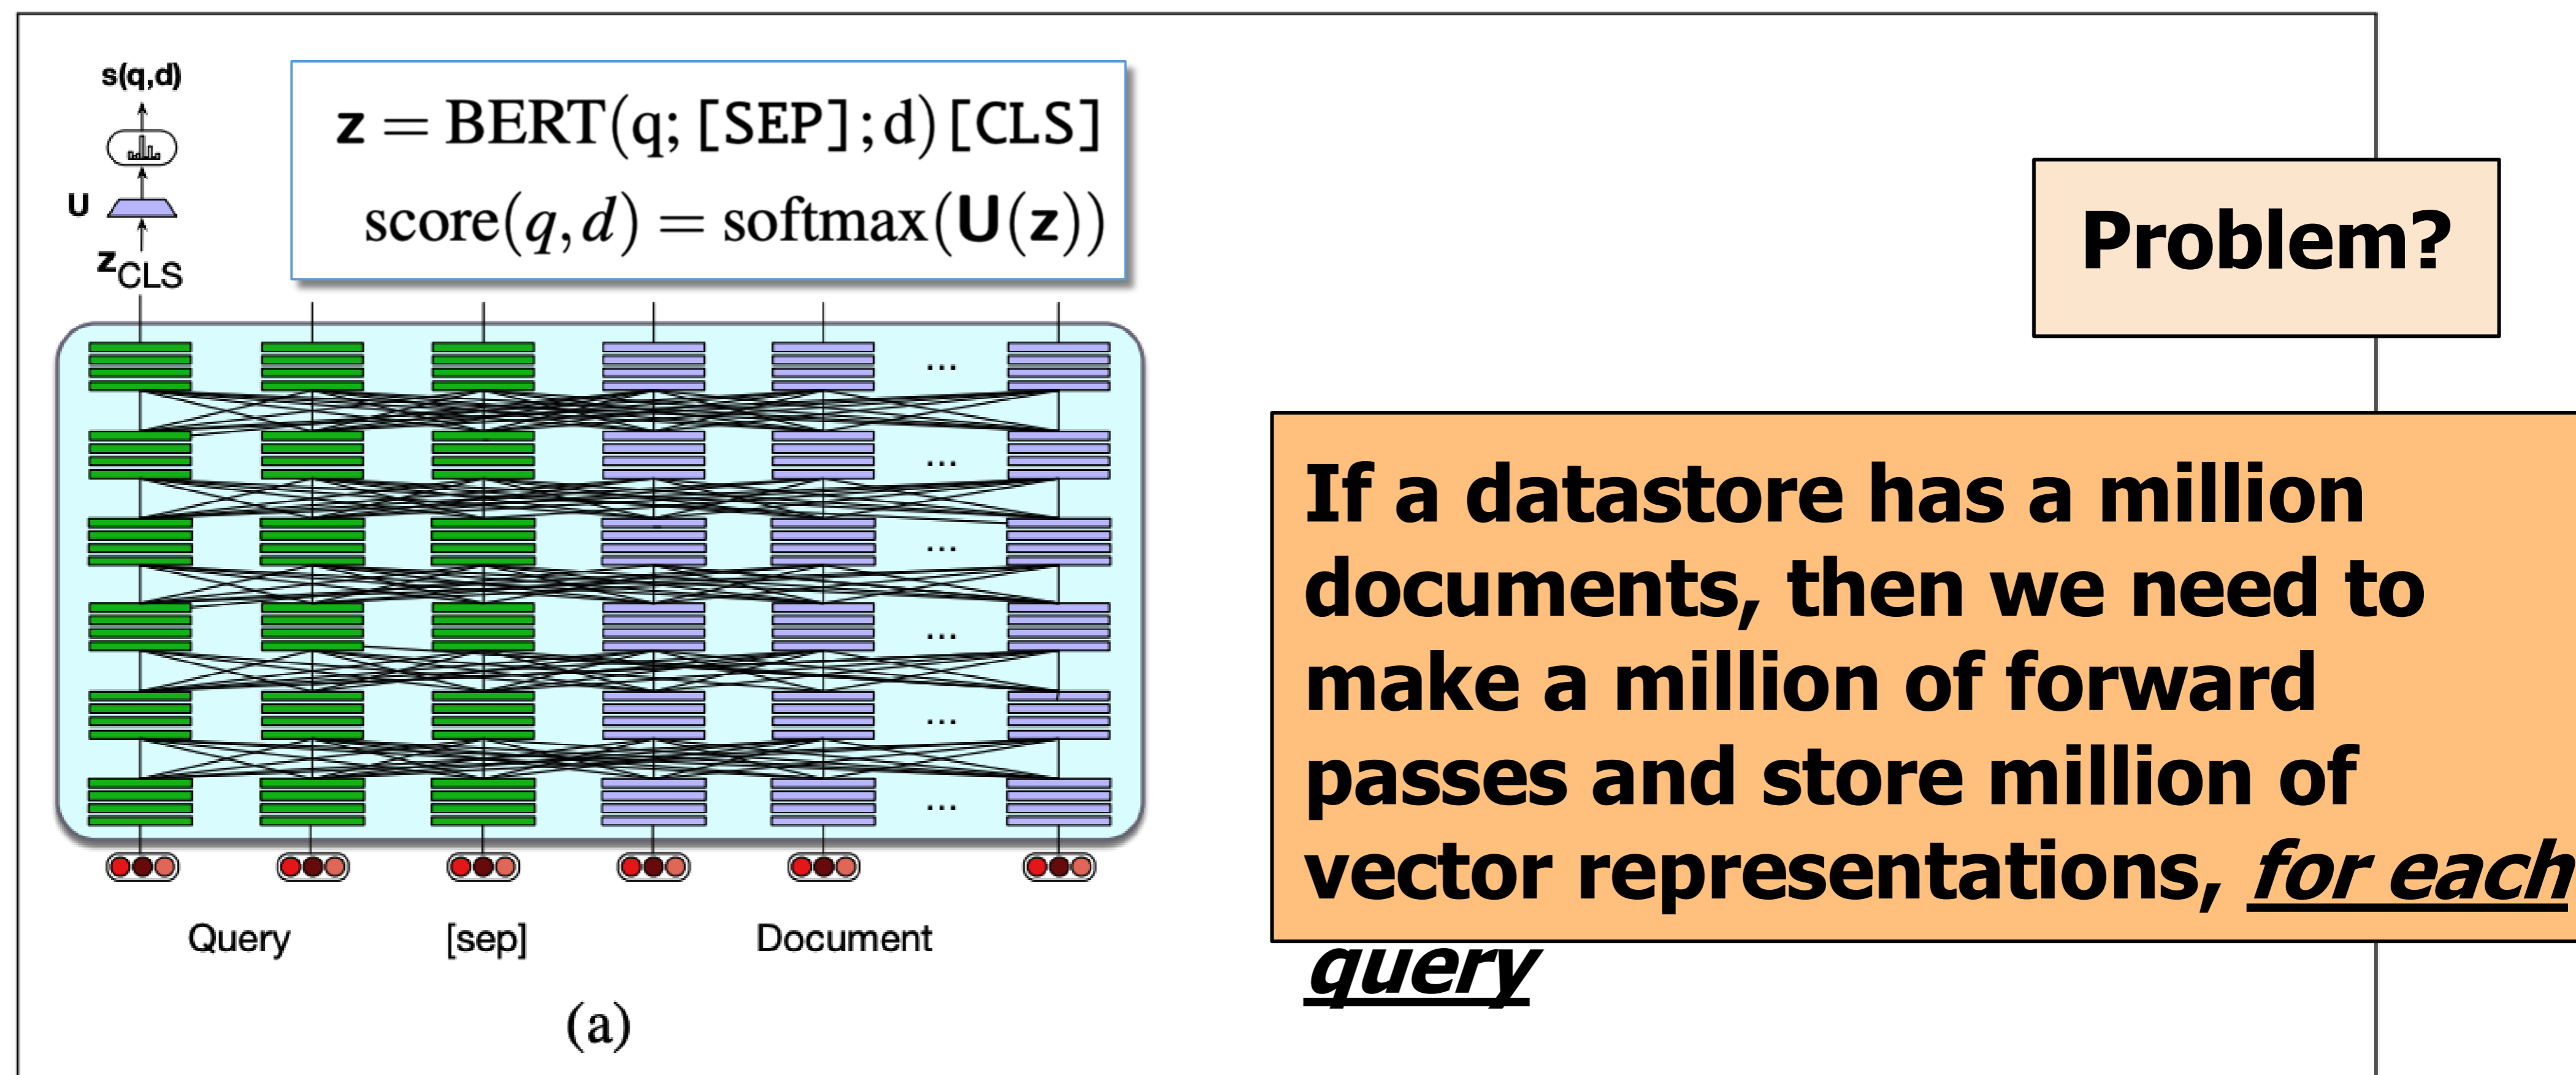 s(q,d)
z = BERT(q; [SEP]; d)[CLS]
score(q, d) = softmax(U(z))
U
zCLS
...
...
...
...
...
...
Query [sep] Document
(a)
Problem?
If a datastore has a million
documents, then we need to
make a million of forward
passes and store million of
vector representations, for each
query